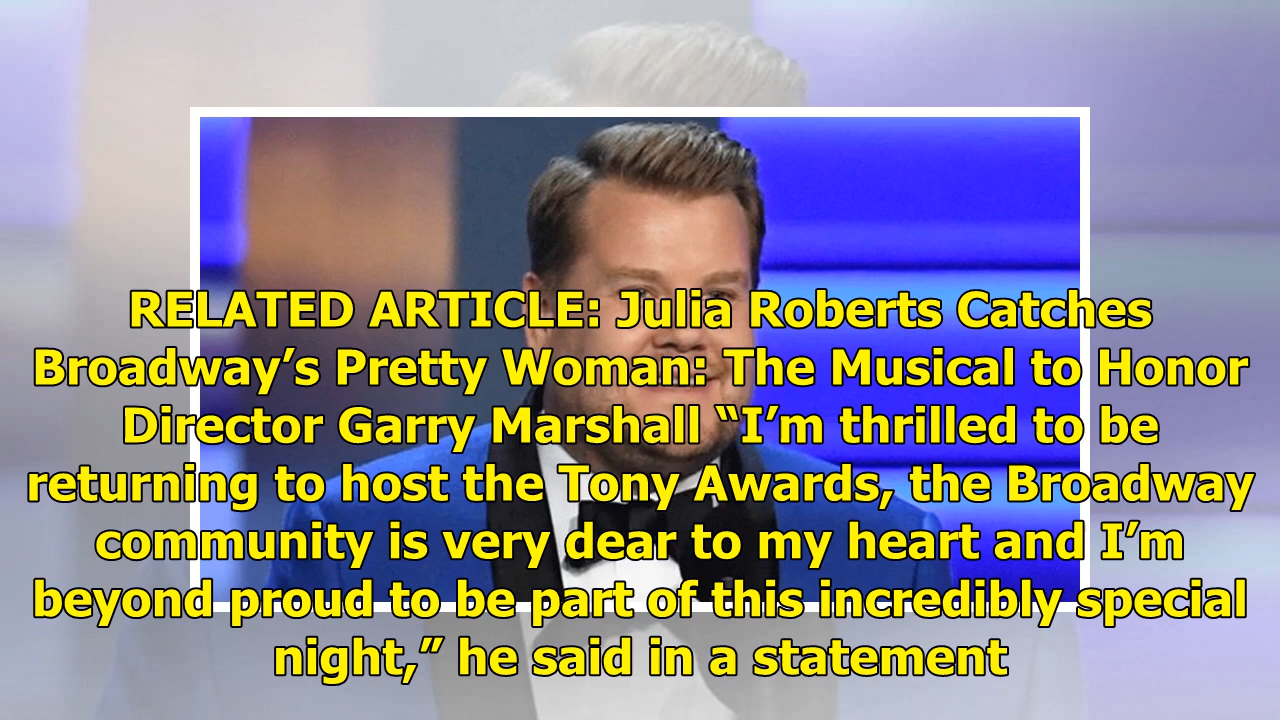 RELATED ARTICLE: Julia Roberts Catches
Broadway’s Pretty Woman: The Musical to Honor
Director Garry Marshall “I’m thrilled to be
returning to host the Tony Awards, the Broadway
community is very dear to my heart and I’m
beyond proud to be part of this incredibly special
night,” he said in a statement